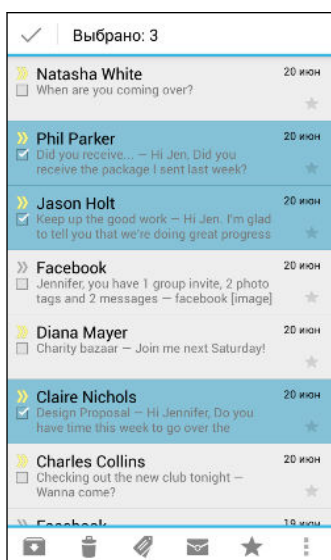 Выбрано: 3
Natasha White 20 июн
When are you coming over?
Phil Parker 20 июн
Did you receive... — Hi Jen, Did you
receive the package I sent last week?
Jason Holt 20 июн
Keep up the good work — Hi Jen. I'm glad
to tell you that we're doing great progress
Facebook 20 июн
Jennifer, you have 1 group invite, 2 photo
tags and 2 messages — facebook [image]
Diana Mayer 20 июн
Charity bazaar — Join me next Saturday!
Claire Nichols 20 июн
Design Proposal — Hi Jennifer, Do you
have time this week to go over the
Charles Collins 20 июн
Checking out the new club tonight —
Wanna come?
Facebook 19 июн